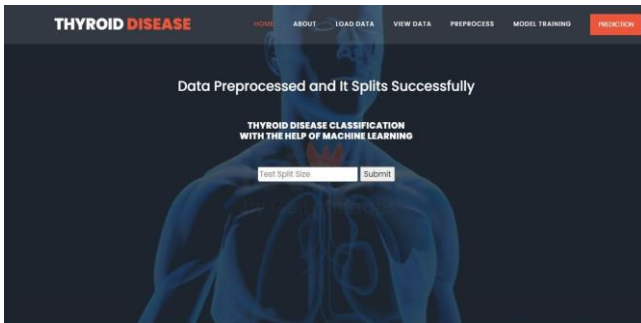 THYROID DISEASE
HOME ABOUT LOAD DATA VIEW DATA PREPROCESS MODEL TRAINING PREDICTION
Data Preprocessed and It Splits Successfully
THYROID DISEASE CLASSIFICATION
WITH THE HELP OF MACHINE LEARNING
Test Split Size Submit